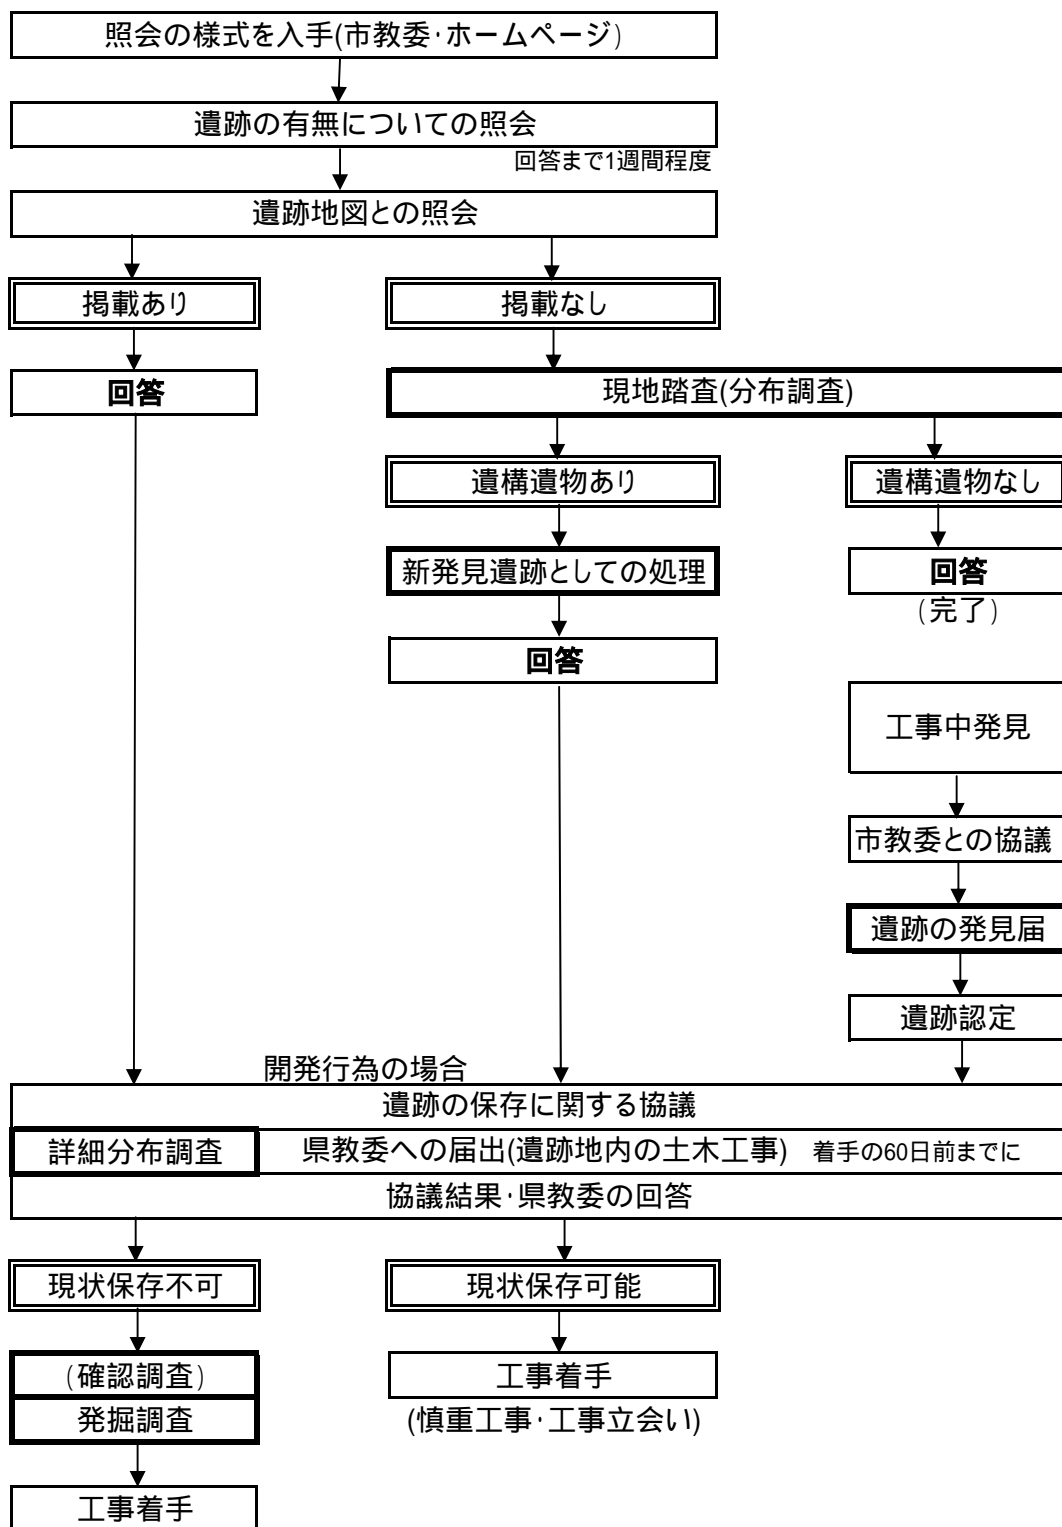 照会の様式を入手(市教委・ホームページ)
遺跡の有無についての照会
回答まで1週間程度
遺跡地図との照会
掲載あり
掲載なし
回答
現地踏査(分布調査)
遺構遺物あり
遺構遺物なし
新発見遺跡としての処理
回答
(完了)
回答
工事中発見
市教委との協議
遺跡の発見届
遺跡認定
開発行為の場合
遺跡の保存に関する協議
詳細分布調査
県教委への届出(遺跡地内の土木工事) 着手の60日前までに
協議結果・県教委の回答
現状保存不可
現状保存可能
(確認調査)
工事着手
発掘調査
(慎重工事・工事立会い)
工事着手